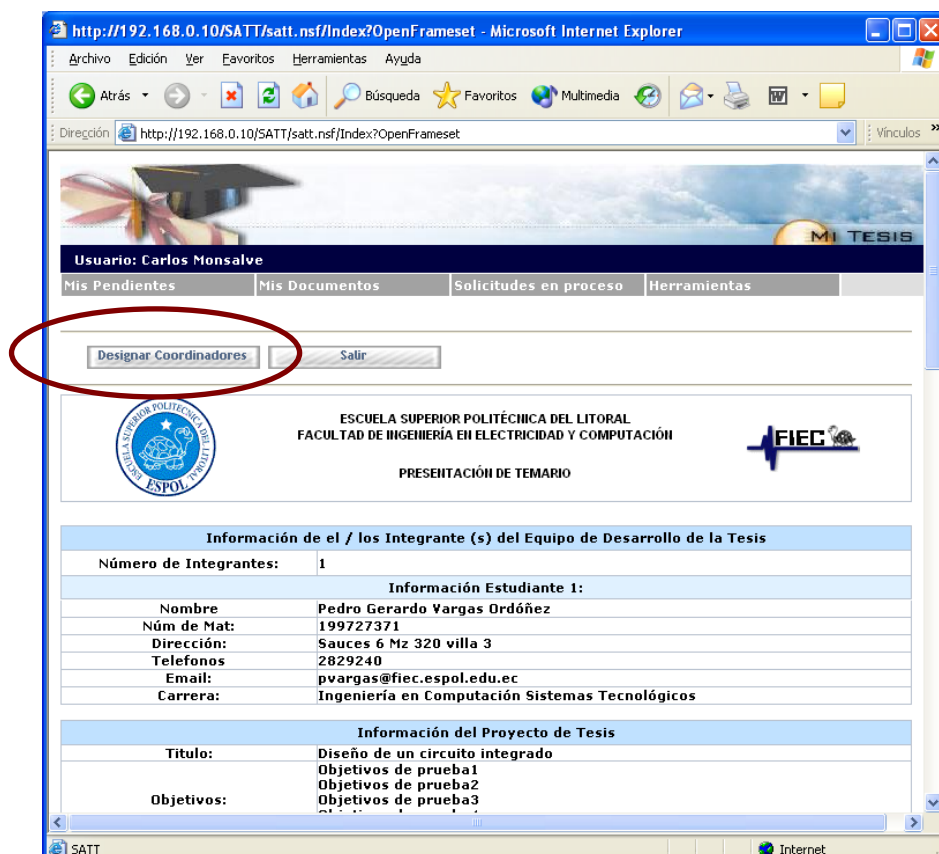 http://192.168.0.10/SATT/satt.nsf/Index?OpenFrameset - Microsoft Internet Explorer
Archivo Edición Ver Favoritos Herramientas Ayuda
Atrás Búsqueda Favoritos Multimedia
Dirección http://192.168.0.10/SATT/satt.nsf/Index?OpenFrameset Vínculos »
MI TESIS
Usuario: Carlos Monsalve
Mis Pendientes Mis Documentos Solicitudes en proceso Herramientas
Designar Coordinadores Salir
ESCUELA SUPERIOR POLITECNICA DEL LITORAL
ESPOL
ESCUELA SUPERIOR POLITÉCNICA DEL LITORAL
FACULTAD DE INGENIERÍA EN ELECTRICIDAD Y COMPUTACIÓN
PRESENTACIÓN DE TEMARIO
FIEC
Información de el / los Integrante (s) del Equipo de Desarrollo de la Tesis
Número de Integrantes: 1
Información Estudiante 1:
Nombre Pedro Gerardo Vargas Ordóñez
Núm de Mat: 199727371
Dirección: Sauces 6 Mz 320 villa 3
Telefonos 2829240
Email: pvargas@fiec.espol.edu.ec
Carrera: Ingeniería en Computación Sistemas Tecnológicos
Información del Proyecto de Tesis
Titulo: Diseño de un circuito integrado
Objetivos de prueba1
Objetivos de prueba2
Objetivos: Objetivos de prueba3
SATT Internet